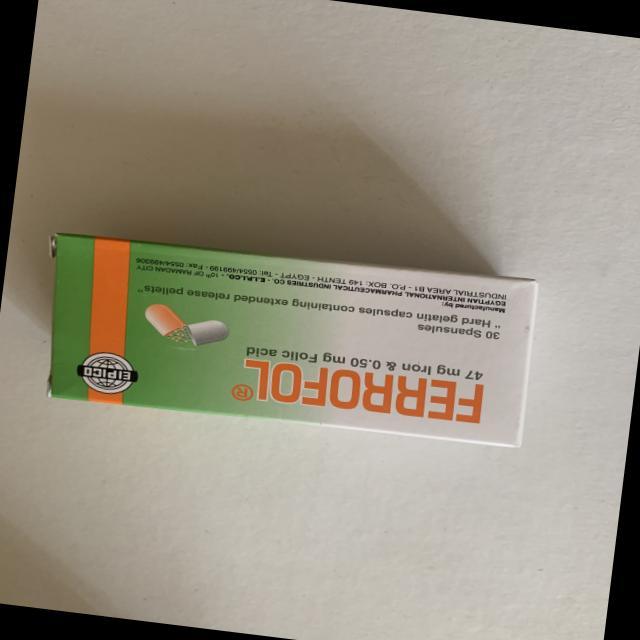 FERROFOL®
47 mg Iron & 0.50 mg Folic acid
30 Spansules
" Hard gelatin capsules containing extended release pellets"
Manufactured by:
EGYPTIAN INTERNATIONAL PHARMACEUTICAL INDUSTRIES CO. - E.I.P.I.CO. - 10th OF RAMADAN CITY
INDUSTRIAL AREA B1 P.O. BOX: 149 TENTH - EGYPT - Tel: 0554/499199 - Fax: 0554/499306
EIPICO